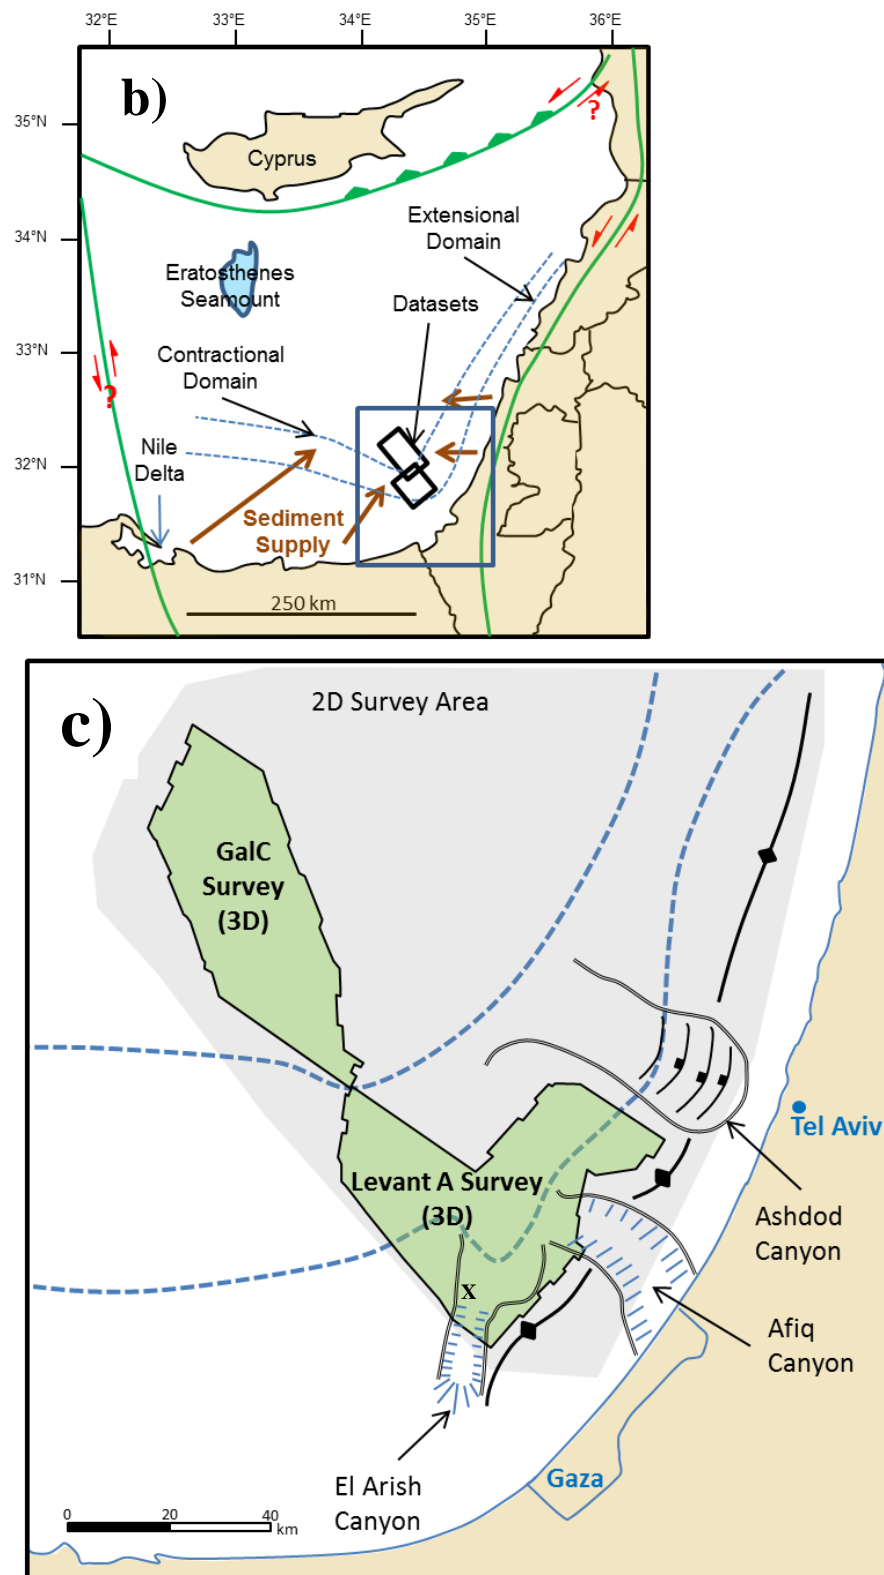 32°E 33°E 34°E 35°E 36°E
b)
35°N
Cyprus
?
34°N
Extensional
Domain
Eratosthenes
Seamount
Datasets
33°N
Contractional
Domain
?
Nile
Delta
32°N
Sediment
Supply
31°N
250 km
c)
2D Survey Area
GalC
Survey
(3D)
Tel Aviv
Levant A Survey
(3D)
Ashdod
Canyon
X
Afiq
Canyon
El Arish
Canyon
Gaza
0 20 40
km